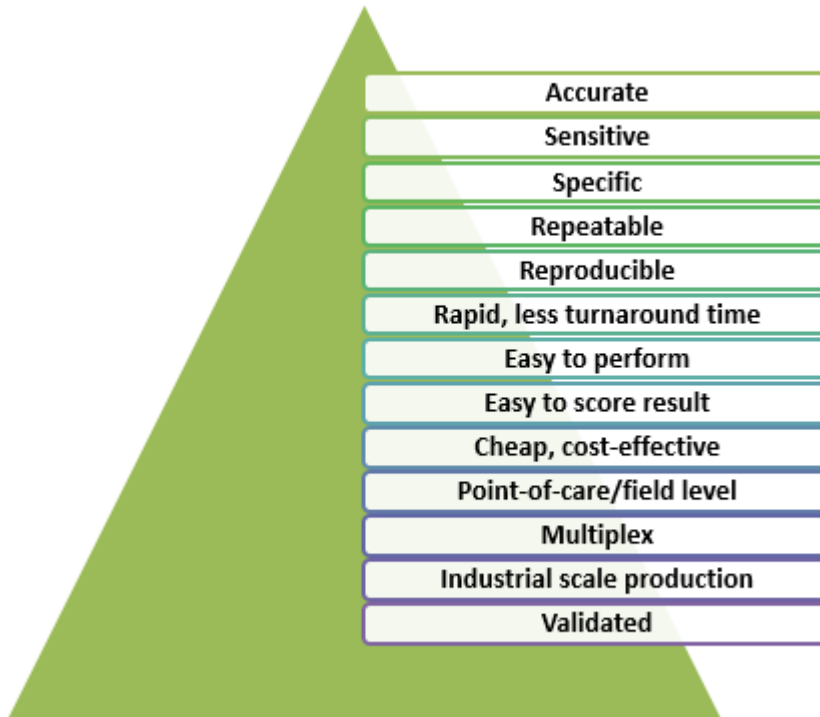 Accurate
Sensitive
Specific
Repeatable
Reproducible
Rapid, less turnaround time
Easy to perform
Easy to score result
Cheap, cost-effective
Point-of-care/field level
Multiplex
Industrial scale production
Validated